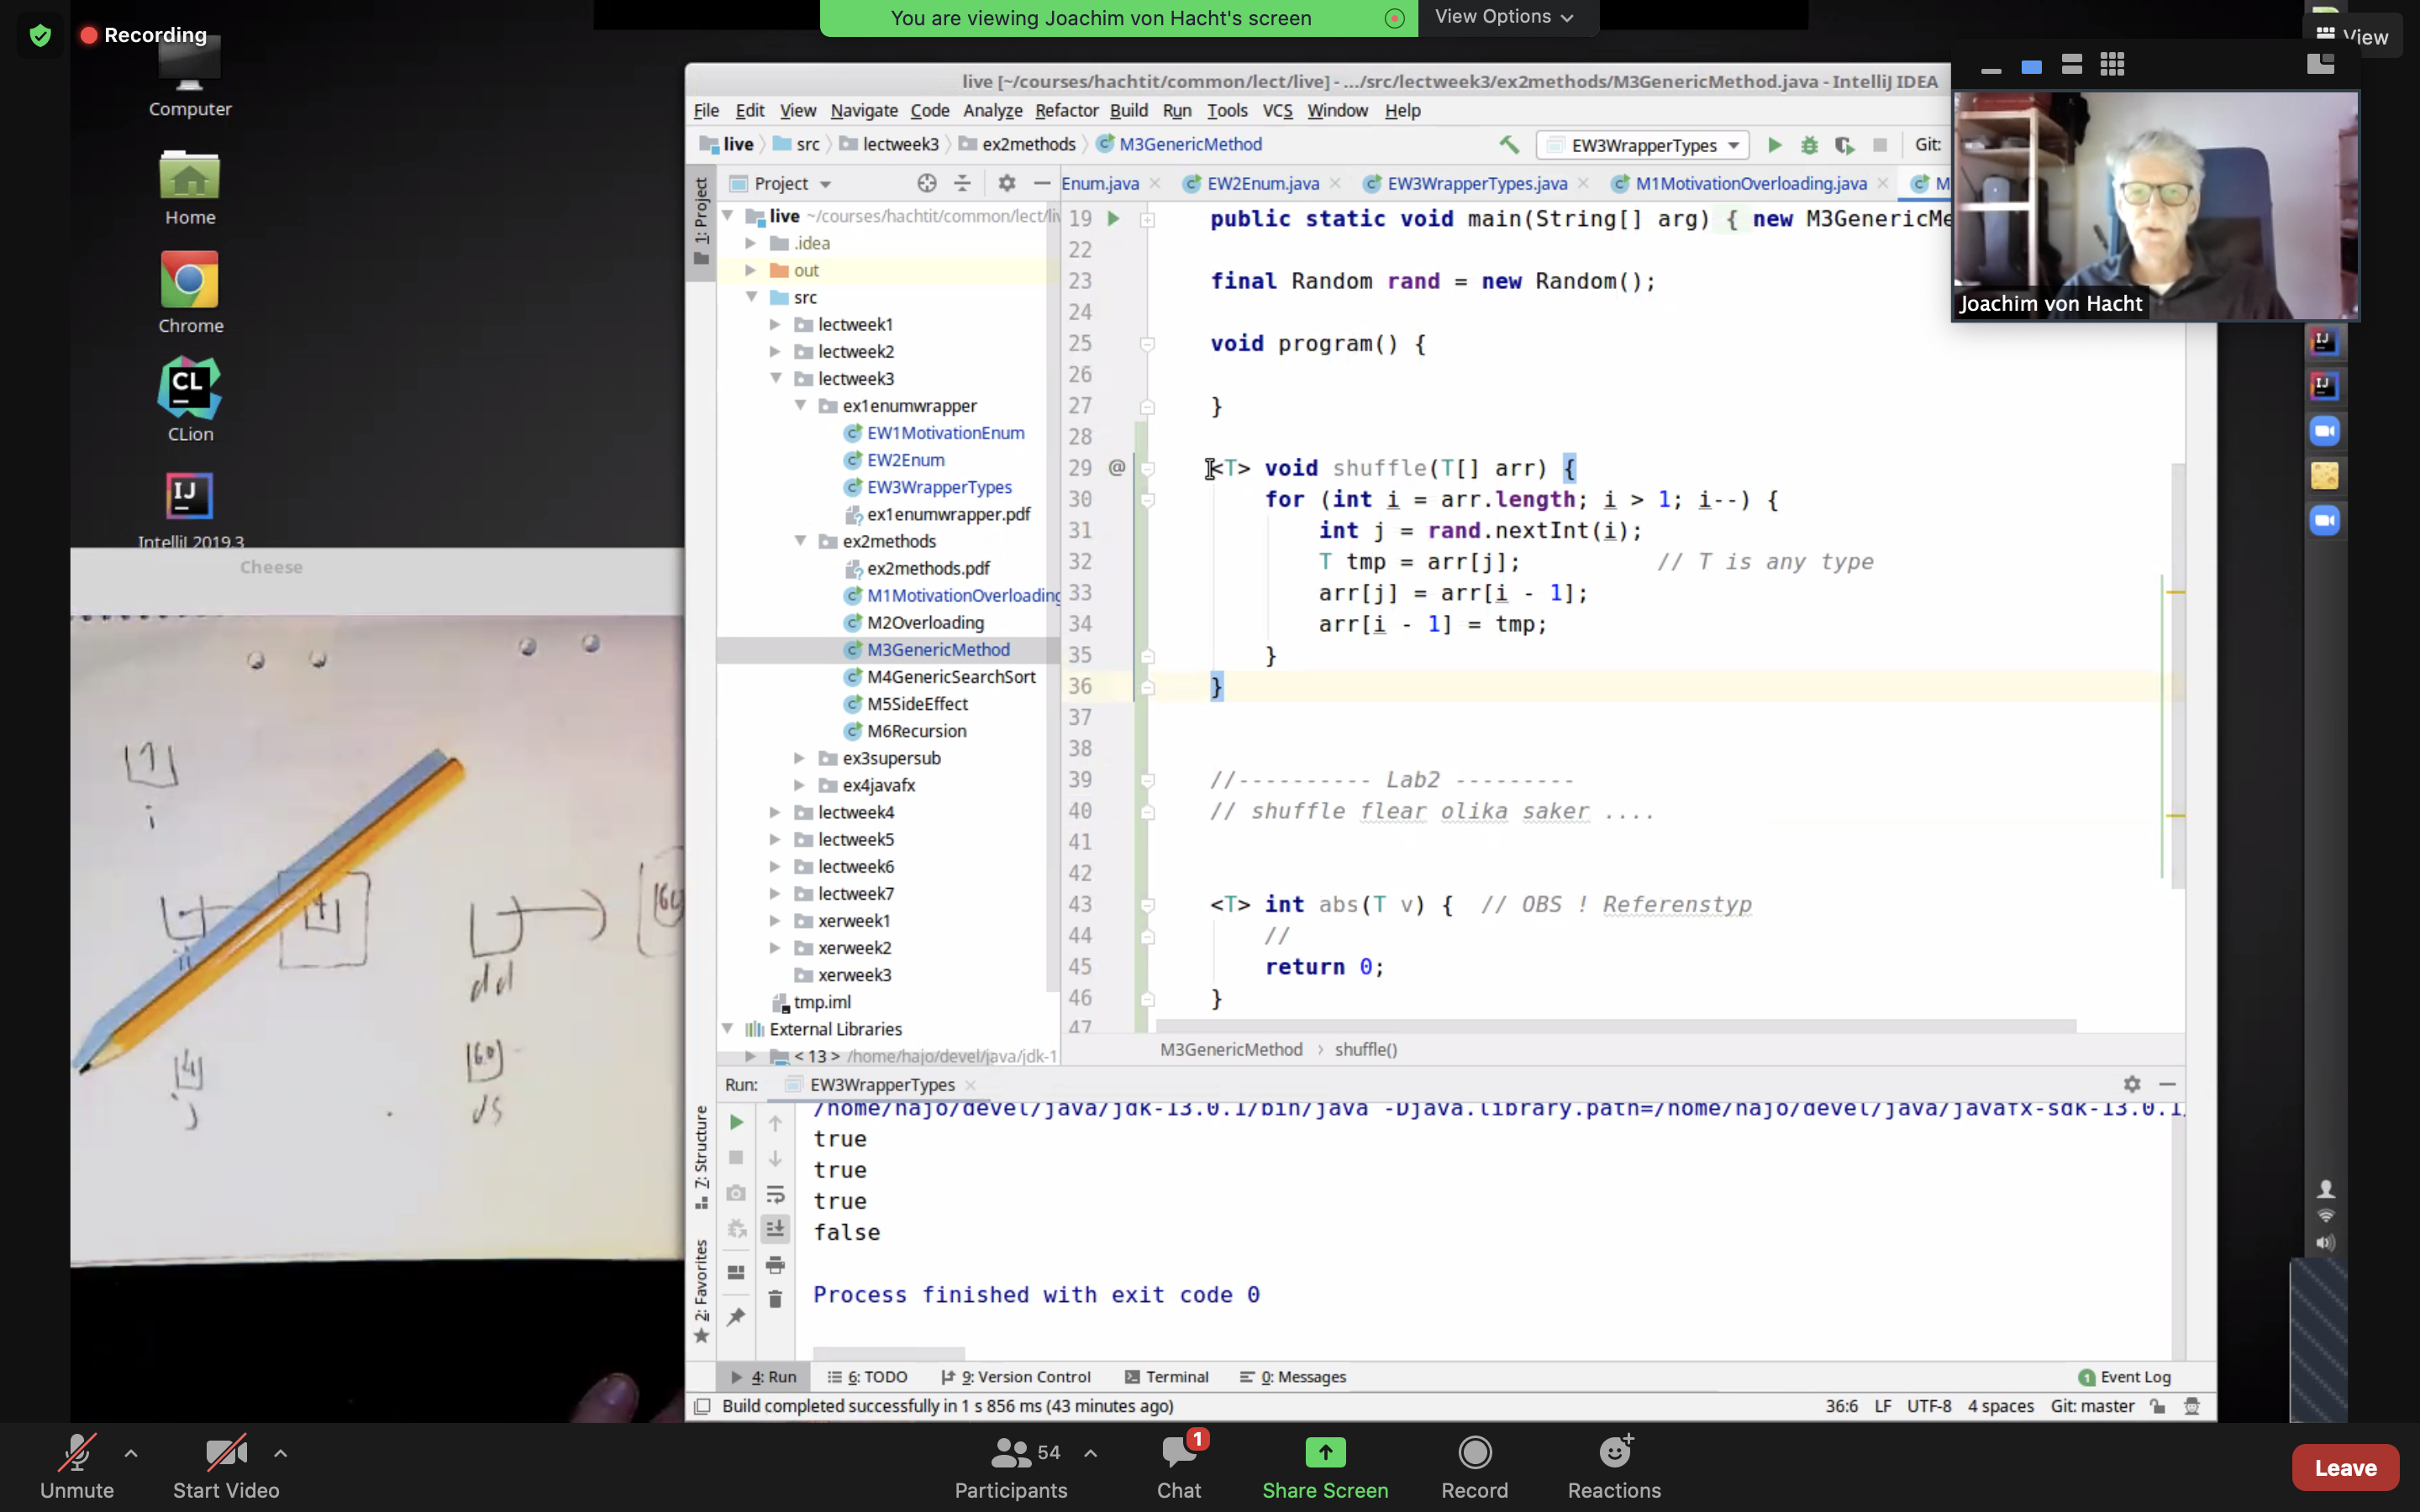 You are viewing Joachim von Hacht's screen
View Options
Recording
View
Computer
Home
Chrome
CLion
IntelliJ 2019.3
Cheese
live [~/courses/hachtit/common/lect/live] - .../src/lectweek3/ex2methods/M3GenericMethod.java - IntelliJ IDEA
File Edit View Navigate Code Analyze Refactor Build Run Tools VCS Window Help
live src lectweek3 ex2methods M3GenericMethod
EW3WrapperTypes
Git:
Joachim von Hacht
1: Project
Project
Enum.java EW2Enum.java EW3WrapperTypes.java M1MotivationOverloading.java M
live ~/courses/hachtit/common/lect/liv
.idea
out
src
lectweek1
lectweek2
lectweek3
ex1enumwrapper
EW1MotivationEnum
EW2Enum
EW3WrapperTypes
ex1enumwrapper.pdf
ex2methods
ex2methods.pdf
M1MotivationOverloading
M2Overloading
M3GenericMethod
M4GenericSearchSort
M5SideEffect
M6Recursion
ex3supersub
ex4javafx
lectweek4
lectweek5
lectweek6
lectweek7
xerweek1
xerweek2
xerweek3
tmp.iml
External Libraries
< 13 > /home/hajo/devel/java/jdk-1
19 public static void main(String[] arg) { new M3GenericMe
22
23 final Random rand = new Random();
24
25 void program() {
26
27 }
28
29 @ <T> void shuffle(T[] arr) {
30 for (int i = arr.length; i > 1; i--) {
31 int j = rand.nextInt(i);
32 T tmp = arr[j]; // T is any type
33 arr[j] = arr[i - 1];
34 arr[i - 1] = tmp;
35 }
36 }
37
38
39 //---------- Lab2 ---------
40 // shuffle flear olika saker ....
41
42
43 <T> int abs(T v) { // OBS ! Referenstyp
44 //
45 return 0;
46 }
47
M3GenericMethod › shuffle()
1
i
4
dd
4
60
j
ds
Run: EW3WrapperTypes
7: Structure
2: Favorites
/home/hajo/devel/java/jdk-13.0.1/bin/java -Djava.library.path=/home/hajo/devel/java/javafx-sdk-13.0.1/
true
true
true
false
Process finished with exit code 0
4: Run 6: TODO 9: Version Control Terminal 0: Messages
1 Event Log
Build completed successfully in 1 s 856 ms (43 minutes ago)
36:6 LF UTF-8 4 spaces Git: master
Unmute
Start Video
54
Participants
1
Chat
Share Screen
Record
Reactions
Leave